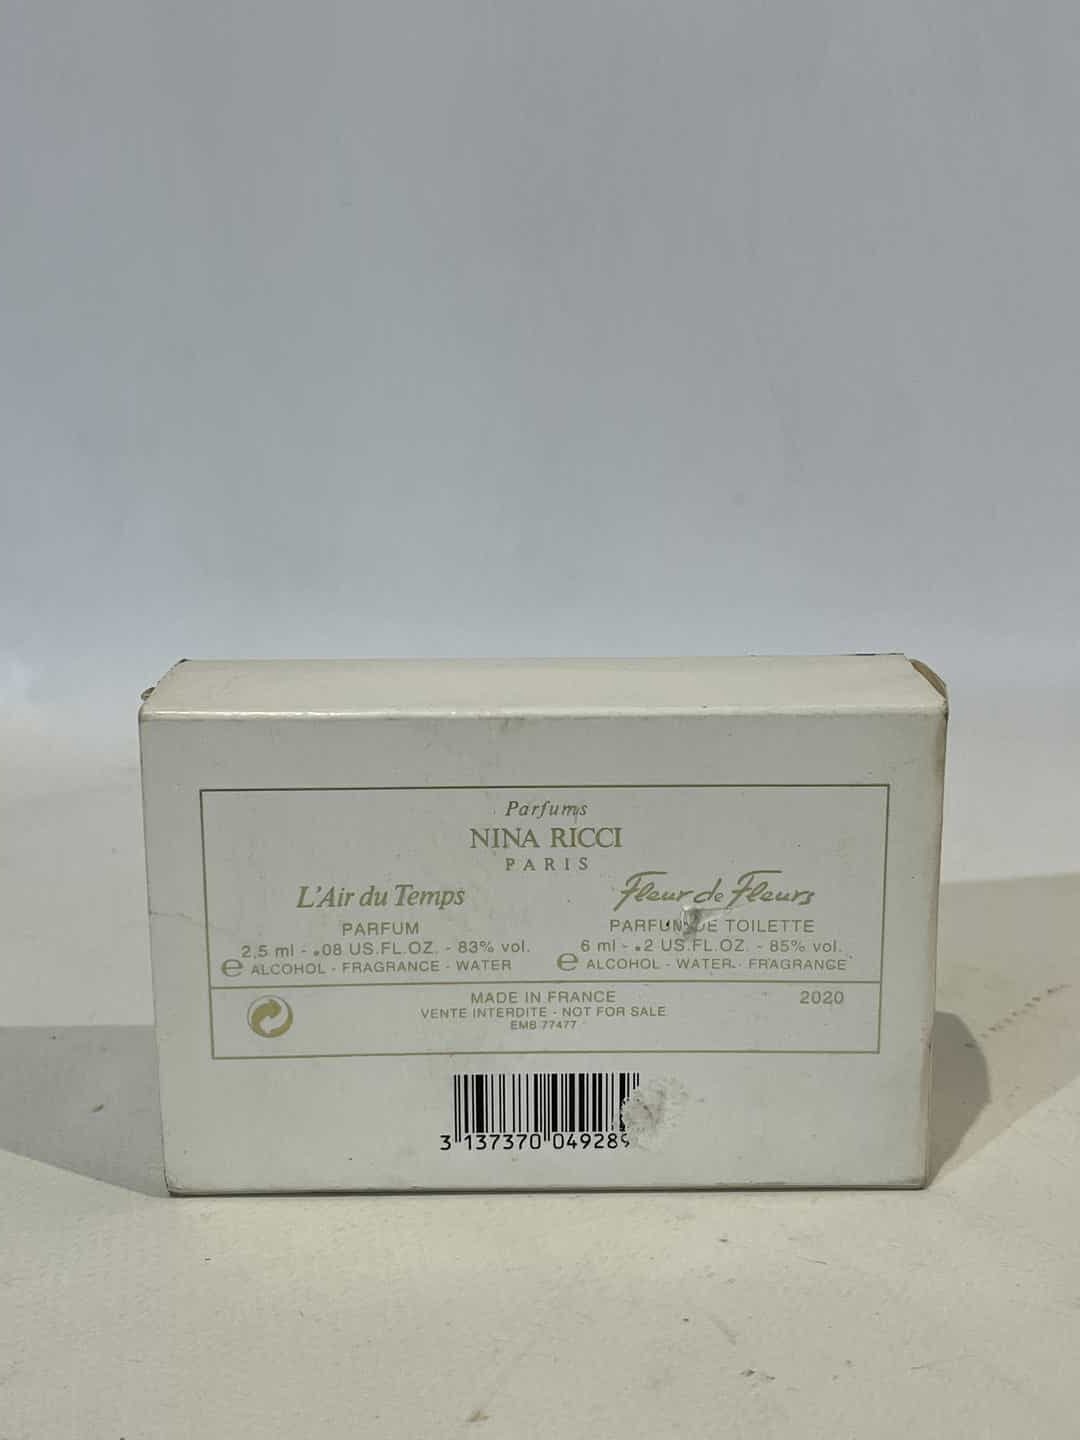 Parfums
NINA RICCI
PARIS
L'Air du Temps
PARFUM
2,5 ml - .08 US.FL.OZ. - 83% vol.
e ALCOHOL - FRAGRANCE - WATER
Fleur de Fleurs
PARFUM DE TOILETTE
6 ml - .2 US.FL.OZ. - 85% vol.
e ALCOHOL - WATER - FRAGRANCE
MADE IN FRANCE
VENTE INTERDITE - NOT FOR SALE
EMB 77477
2020
3 137370 049289